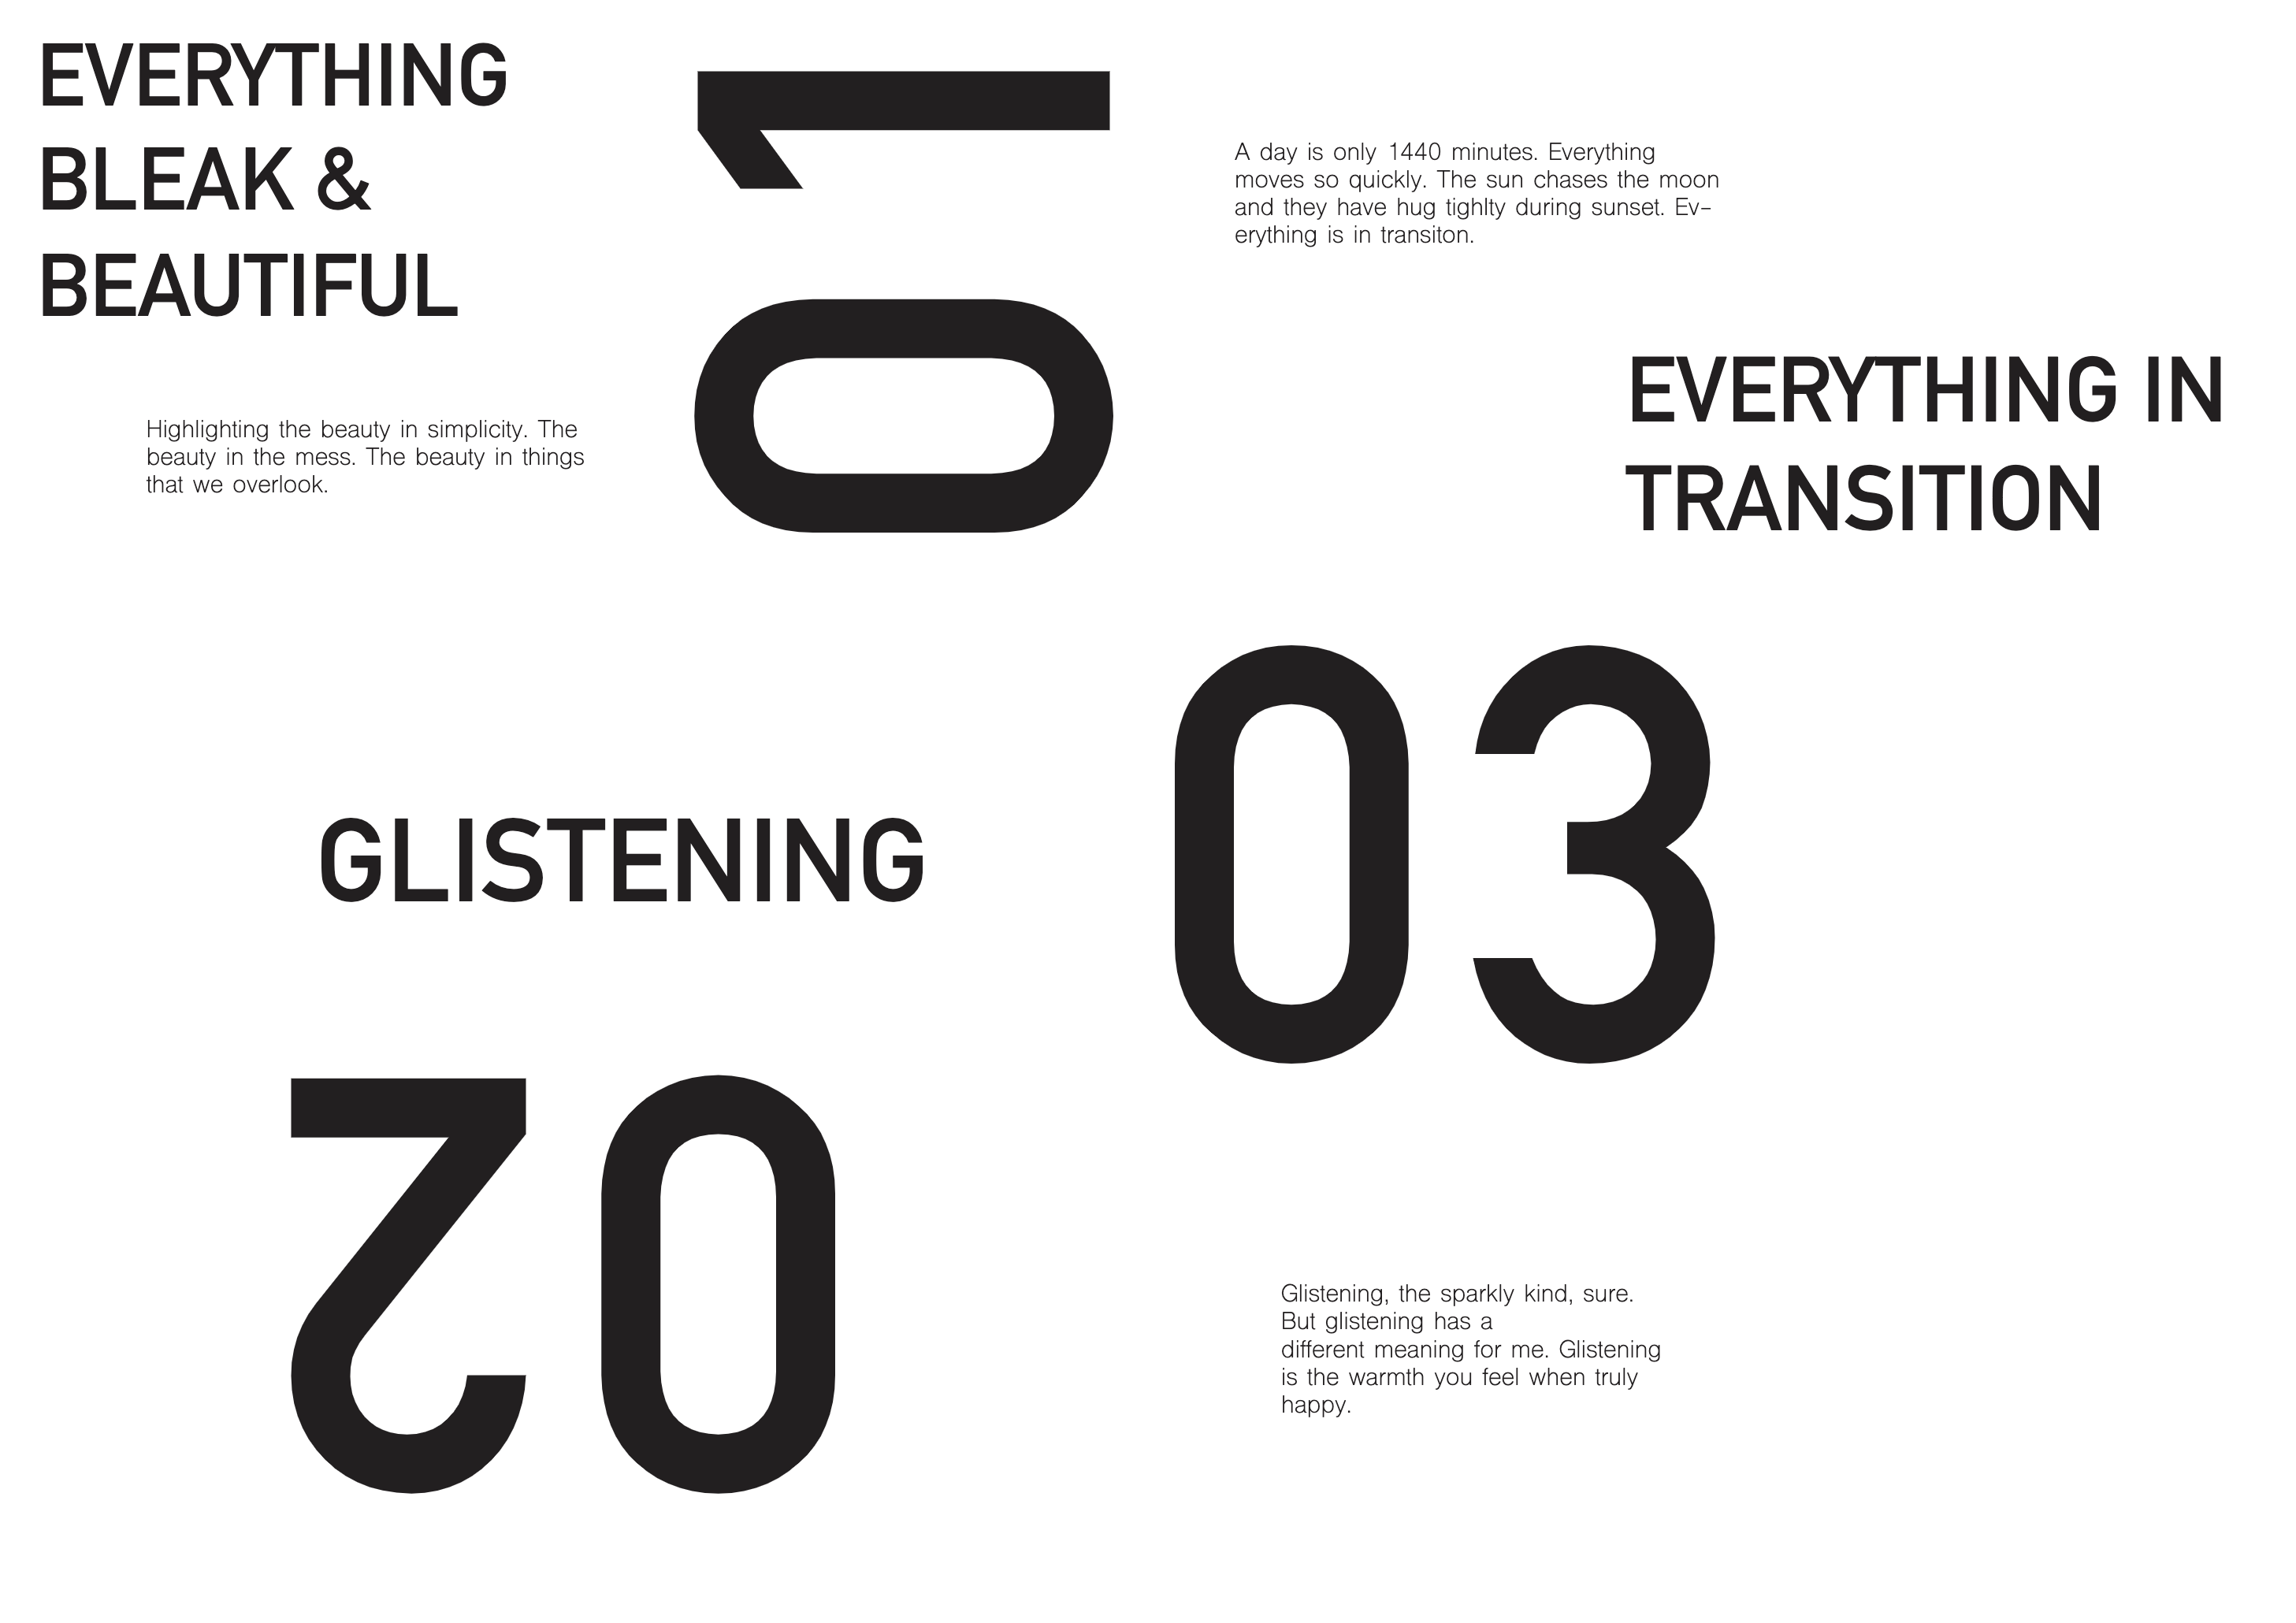 EVERYTHING
BLEAK &
BEAUTIFUL
Highlighting the beauty in simplicity. The
beauty in the mess. The beauty in things
that we overlook.
01
A day is only 1440 minutes. Everything
moves so quickly. The sun chases the moon
and they have hug tighlty during sunset. Ev-
erything is in transiton.
EVERYTHING IN
TRANSITION
03
GLISTENING
02
Glistening, the sparkly kind, sure.
But glistening has a
different meaning for me. Glistening
is the warmth you feel when truly
happy.